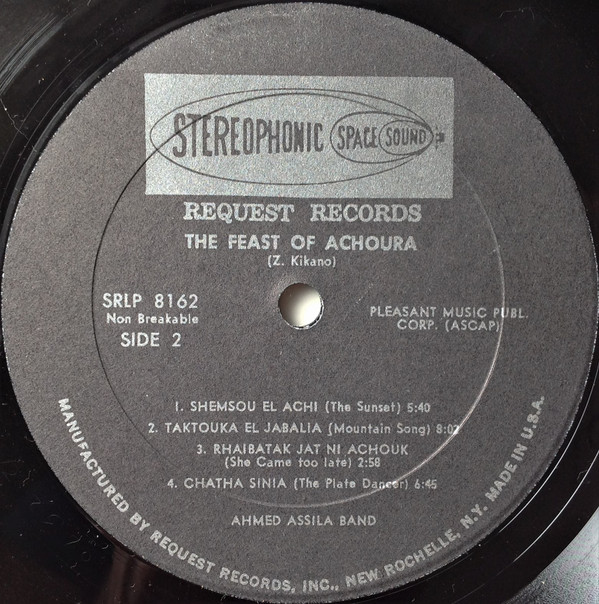 STEREOPHONIC SPACE SOUND
REQUEST RECORDS
THE FEAST OF ACHOURA
(Z. Kikano)
SRLP 8162
Non Breakable
SIDE 2
PLEASANT MUSIC PUBL.
CORP. (ASCAP)
1. SHEMSOU EL ACHI (The Sunset) 5:40
2. TAKTOUKA EL JABALIA (Mountain Song) 8:02
3. RHAIBATAK JAT NI ACHOUK
(She Came too late) 2:58
4. CHATHA SINIA (The Plate Dancer) 6:45
AHMED ASSILA BAND
MANUFACTURED BY REQUEST RECORDS, INC., NEW ROCHELLE, N.Y. MADE IN U.S.A.